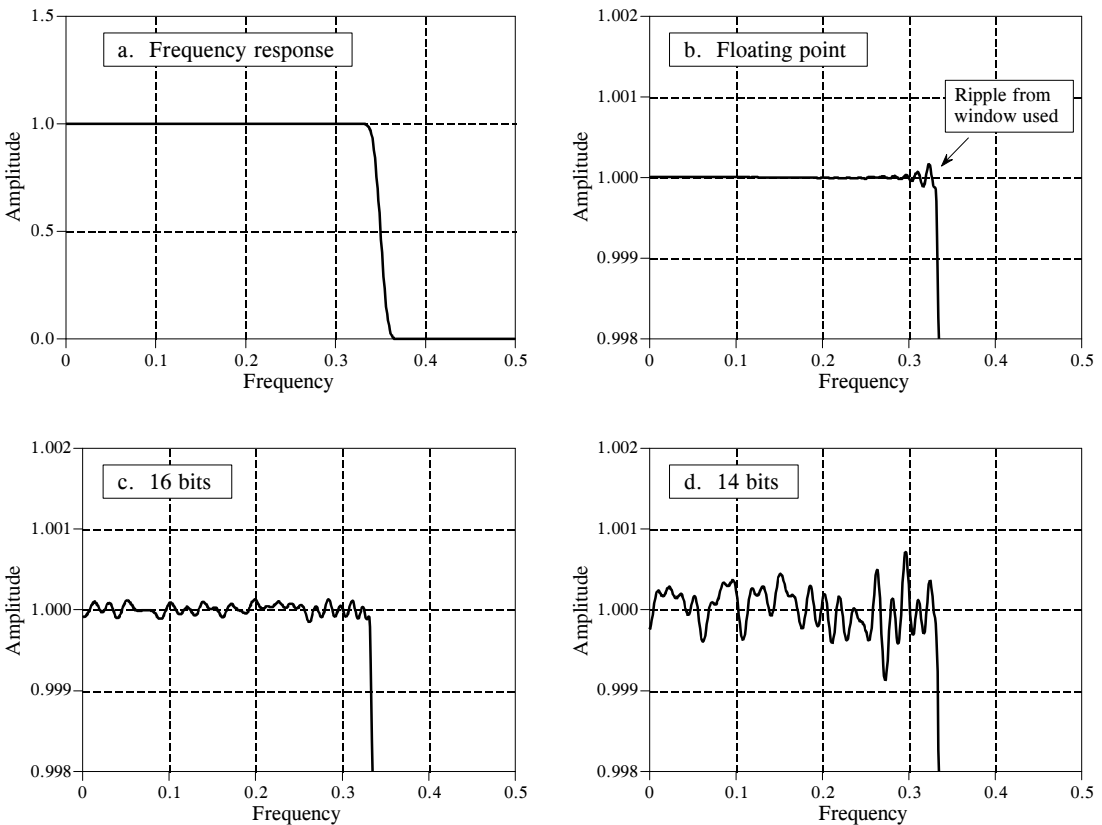 a. Frequency response
Amplitude
1.5
1.0
0.5
0.0
0 0.1 0.2 0.3 0.4 0.5
Frequency
b. Floating point
Ripple from
window used
Amplitude
1.002
1.001
1.000
0.999
0.998
0 0.1 0.2 0.3 0.4 0.5
Frequency
c. 16 bits
Amplitude
1.002
1.001
1.000
0.999
0.998
0 0.1 0.2 0.3 0.4 0.5
Frequency
d. 14 bits
Amplitude
1.002
1.001
1.000
0.999
0.998
0 0.1 0.2 0.3 0.4 0.5
Frequency